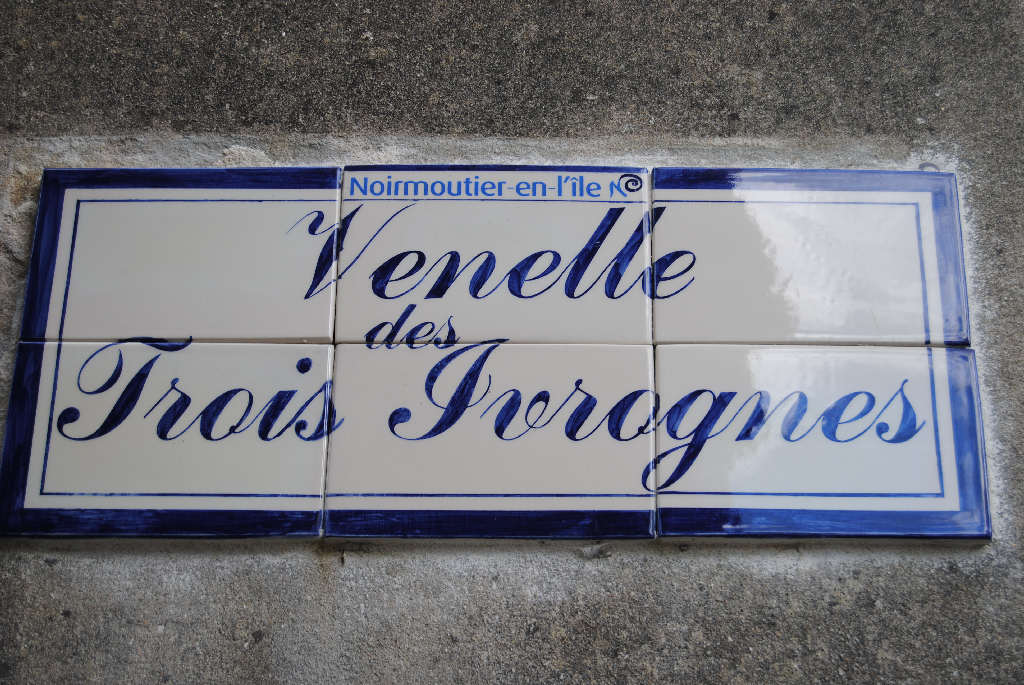 Noirmoutier-en-l'île
Venelle
des
Trois Ivrognes